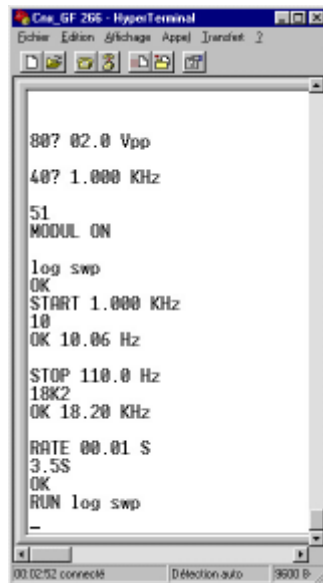 Cna_GF 266 - HyperTerminal
Fichier Edition Affichage Appel Transfert ?
80? 02.0 Vpp
40? 1.000 KHz
51
MODUL ON
log swp
OK
START 1.000 KHz
10
OK 10.06 Hz
STOP 110.0 Hz
18K2
OK 18.20 KHz
RATE 00.01 S
3.5S
OK
RUN log swp
00:02:52 connecté Détection auto 9600 8-